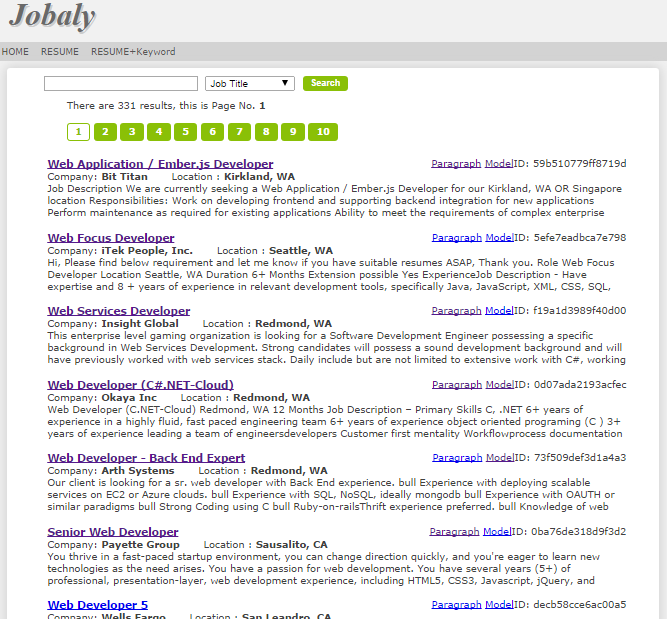 Jobaly
HOME RESUME RESUME+Keyword
Job Title Search
There are 331 results, this is Page No. 1
1 2 3 4 5 6 7 8 9 10
Web Application / Ember.js Developer Paragraph ModelID: 59b510779ff8719d
Company: Bit Titan Location : Kirkland, WA
Job Description We are currently seeking a Web Application / Ember.js Developer for our Kirkland, WA OR Singapore
location Responsibilities: Work on developing frontend and supporting backend integration for new applications
Perform maintenance as required for existing applications Ability to meet the requirements of complex enterprise
Web Focus Developer Paragraph ModelID: 5efe7eadbca7e798
Company: iTek People, Inc. Location : Seattle, WA
Hi, Please find below requirement and let me know if you have suitable resumes ASAP, Thank you. Role Web Focus
Developer Location Seattle, WA Duration 6+ Months Extension possible Yes ExperienceJob Description - Have
expertise and 8 + years of experience in relevant development tools, specifically Java, JavaScript, XML, CSS, SQL,
Web Services Developer Paragraph ModelID: f19a1d3989f40d00
Company: Insight Global Location : Redmond, WA
This enterprise level gaming organization is looking for a Software Development Engineer possessing a specific
background in Web Services Development. Strong candidates will possess a sound development background and will
have previously worked with web services stack. Daily include but are not limited to extensive work with C#, working
Web Developer (C#.NET-Cloud) Paragraph ModelID: 0d07ada2193acfec
Company: Okaya Inc Location : Redmond, WA
Web Developer (C.NET-Cloud) Redmond, WA 12 Months Job Description – Primary Skills C, .NET 6+ years of
experience in a highly fluid, fast paced engineering team 6+ years of experience object oriented programing (C ) 3+
years of experience leading a team of engineersdevelopers Customer first mentality Workflowprocess documentation
Web Developer - Back End Expert Paragraph ModelID: 73f509def3d1a4a3
Company: Arth Systems Location : Redmond, WA
Our client is looking for a sr. web developer with Back End experience. bull Experience with deploying scalable
services on EC2 or Azure clouds. bull Experience with SQL, NoSQL, ideally mongodb bull Experience with OAUTH or
similar paradigms bull Strong Coding using C bull Ruby-on-railsThrift experience preferred. bull Knowledge of web
Senior Web Developer Paragraph ModelID: 0ba76de318d9f3d2
Company: Payette Group Location : Sausalito, CA
You thrive in a fast-paced startup environment, you can change direction quickly, and you're eager to learn new
technologies as the need arises. You have a passion for web development. You have several years (5+) of
professional, presentation-layer, web development experience, including HTML5, CSS3, Javascript, jQuery, and
Web Developer 5 Paragraph ModelID: decb58cce6ac00a5
Company: Wells Fargo Location : San Leandro, CA